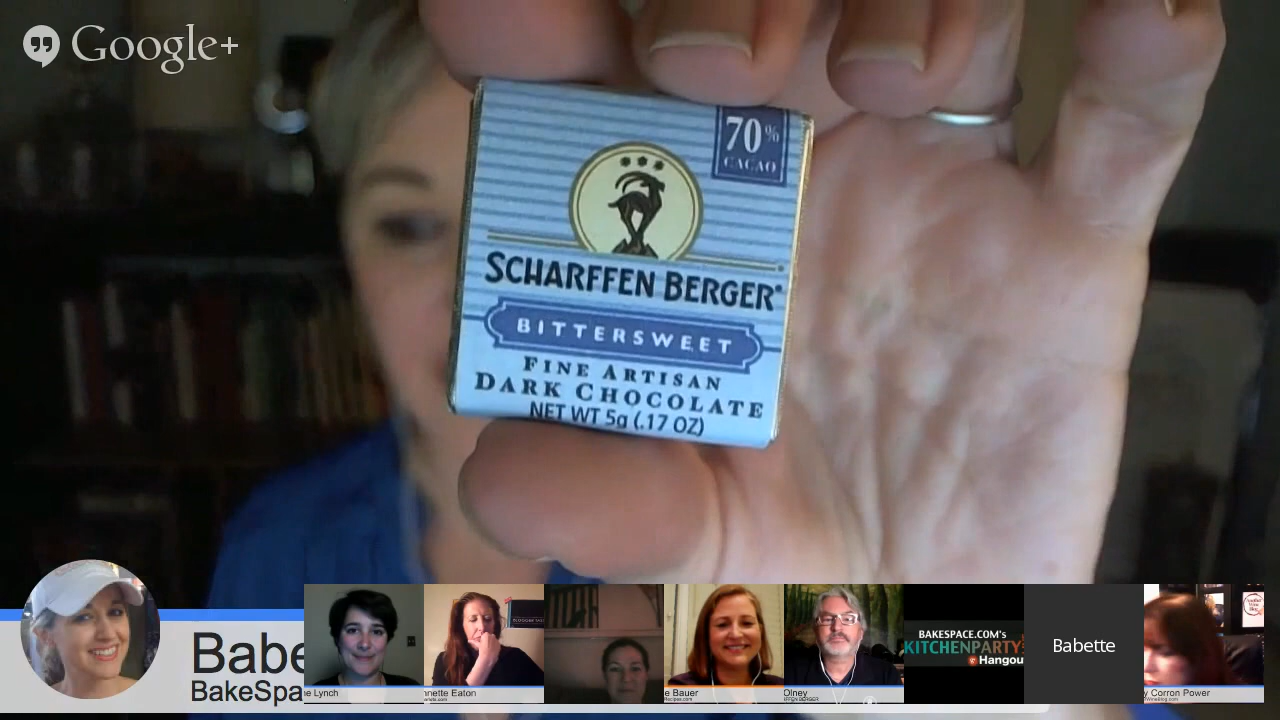 Google+
70%
CACAO
SCHARFFEN BERGER®
BITTERSWEET
FINE ARTISAN
DARK CHOCOLATE
NET WT 5g (.17 OZ)
Babe
BakeSpa
e Lynch
nnette Eaton
e Bauer
Olney
BAKESPACE.COM's
KITCHENPARTY
Hangou
Babette
y Corron Power